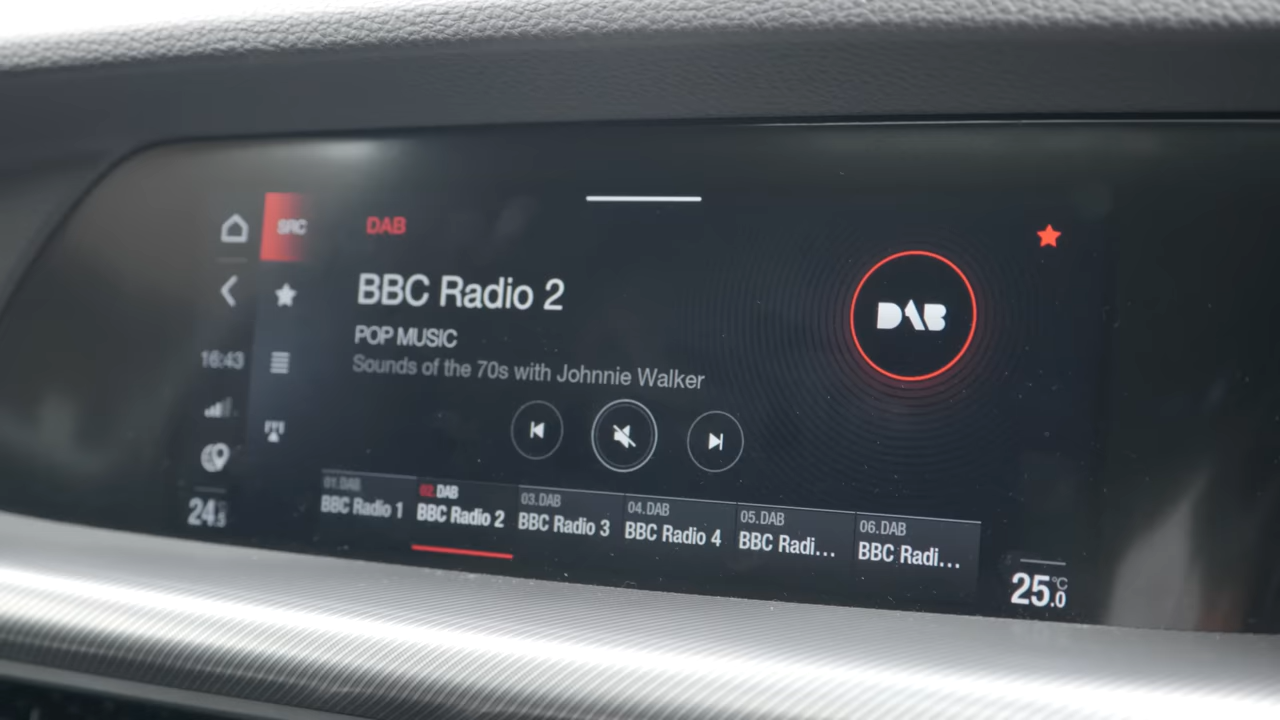 SRC
DAB
BBC Radio 2
POP MUSIC
Sounds of the 70s with Johnnie Walker
DAB
16:43
24.5
01.DAB
BBC Radio 1
02.DAB
BBC Radio 2
03.DAB
BBC Radio 3
04.DAB
BBC Radio 4
05.DAB
BBC Radi...
06.DAB
BBC Radi...
25.0 °C